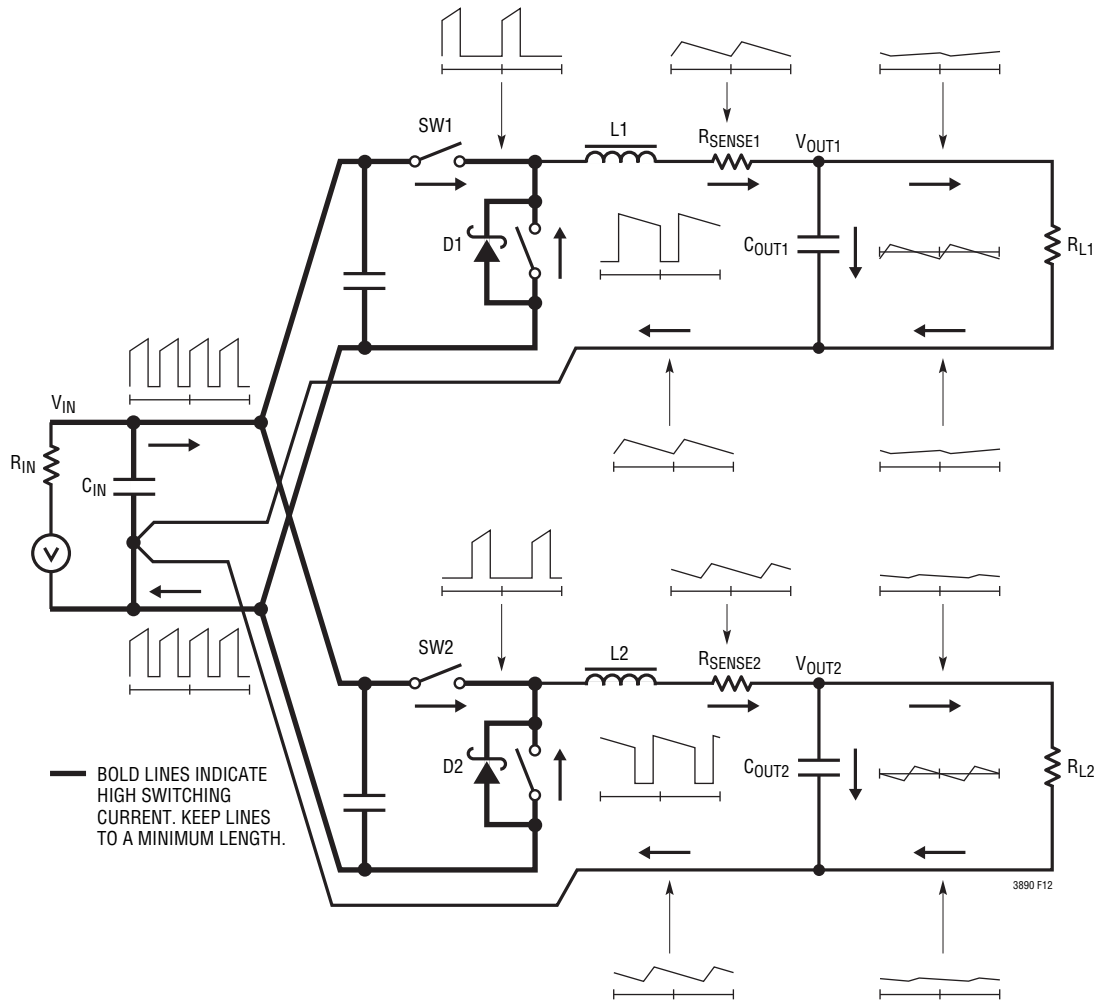 SW1
L1
RSENSE1
VOUT1
D1
COUT1
RL1
VIN
RIN
CIN
V
SW2
L2
RSENSE2
VOUT2
D2
COUT2
RL2
BOLD LINES INDICATE
HIGH SWITCHING
CURRENT. KEEP LINES
TO A MINIMUM LENGTH.
3890 F12